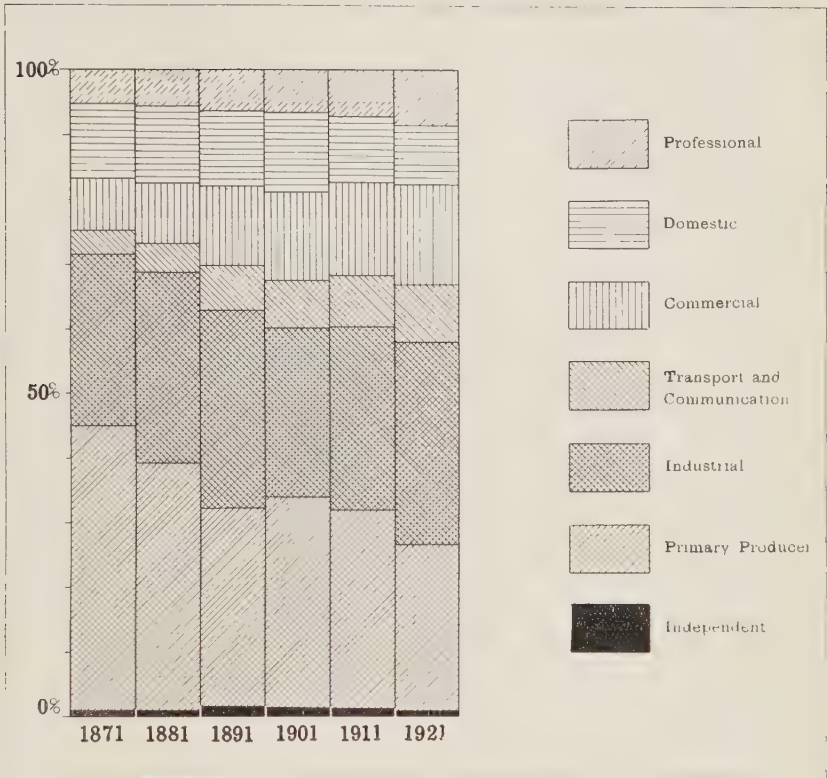 100%
50%
0%
1871 1881 1891 1901 1911 1921
Professional
Domestic
Commercial
Transport and
Communication
Industrial
Primary Producer
Independent